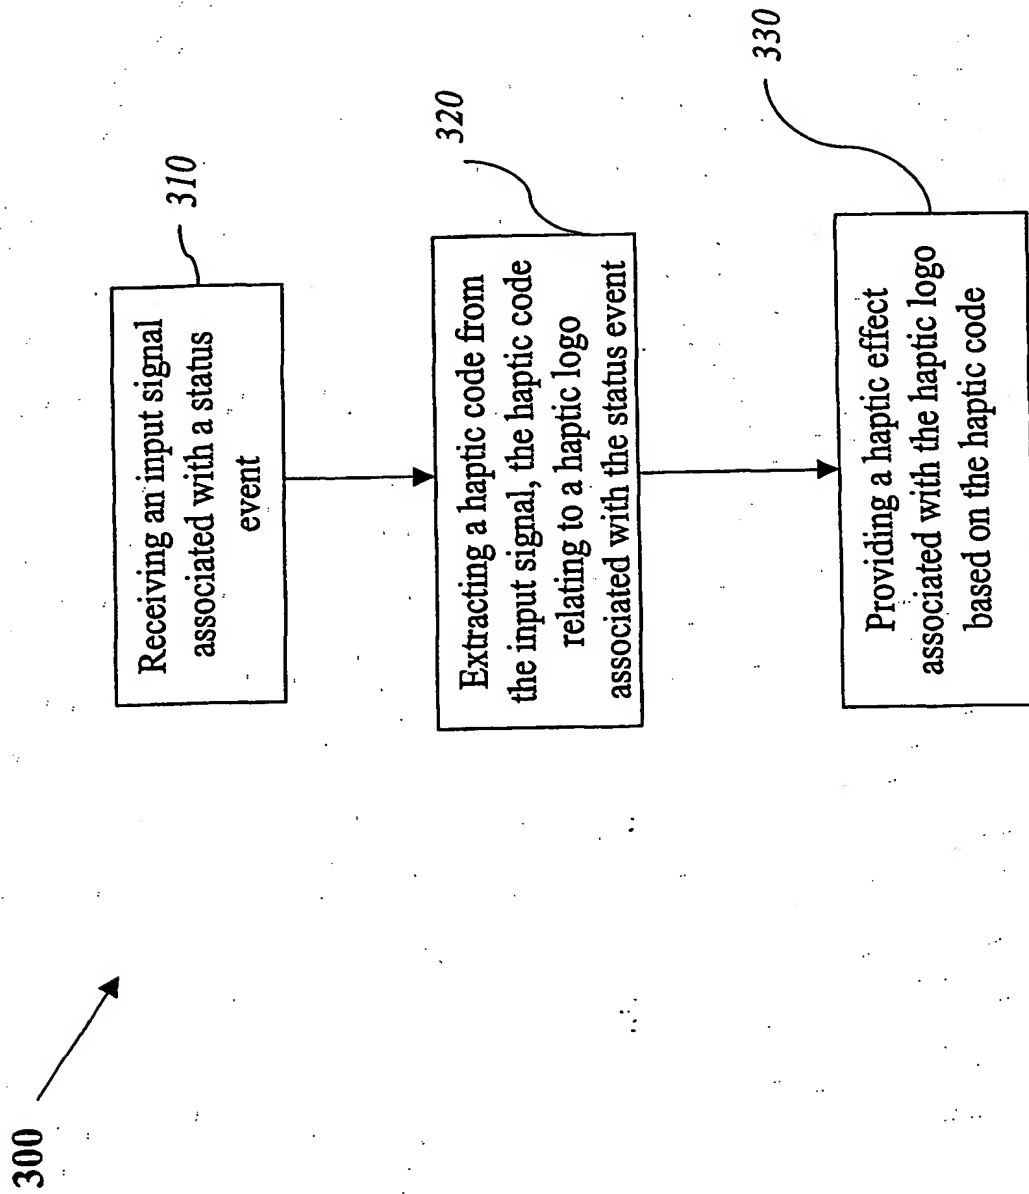 300
310
Receiving an input signal
associated with a status
event
320
Extracting a haptic code from
the input signal, the haptic code
relating to a haptic logo
associated with the status event
330
Providing a haptic effect
associated with the haptic logo
based on the haptic code